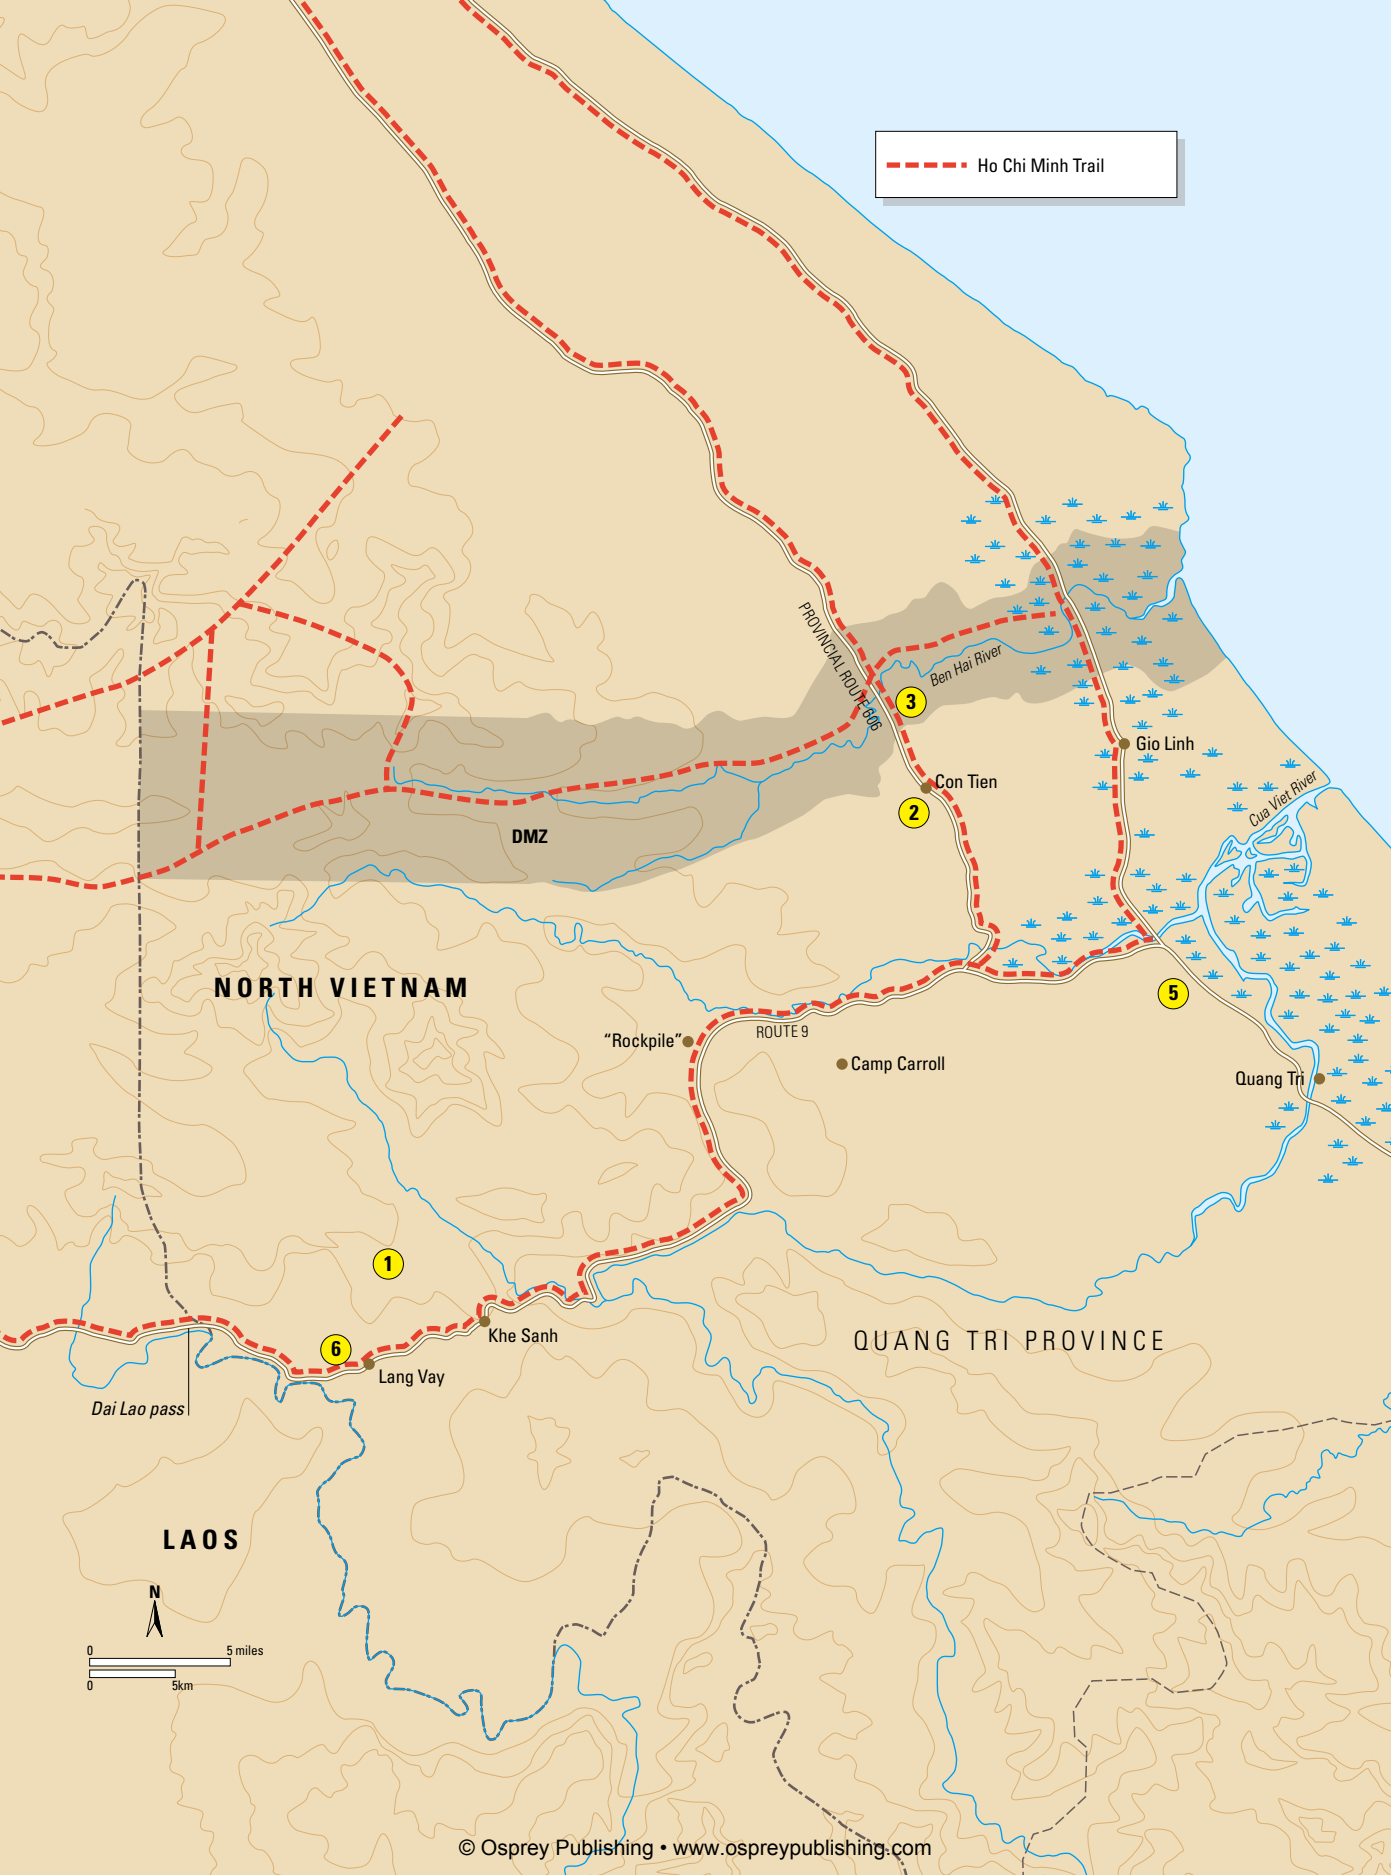 Ho Chi Minh Trail
PROVINCIAL ROUTE 606
Ben Hai River
3
Gio Linh
Con Tien
2
Cua Viet River
DMZ
NORTH VIETNAM
5
"Rockpile"
ROUTE 9
Camp Carroll
Quang Tri
1
Khe Sanh
QUANG TRI PROVINCE
6
Lang Vay
Dai Lao pass
LAOS
N
0 5 miles
0 5km
© Osprey Publishing • www.ospreypublishing.com